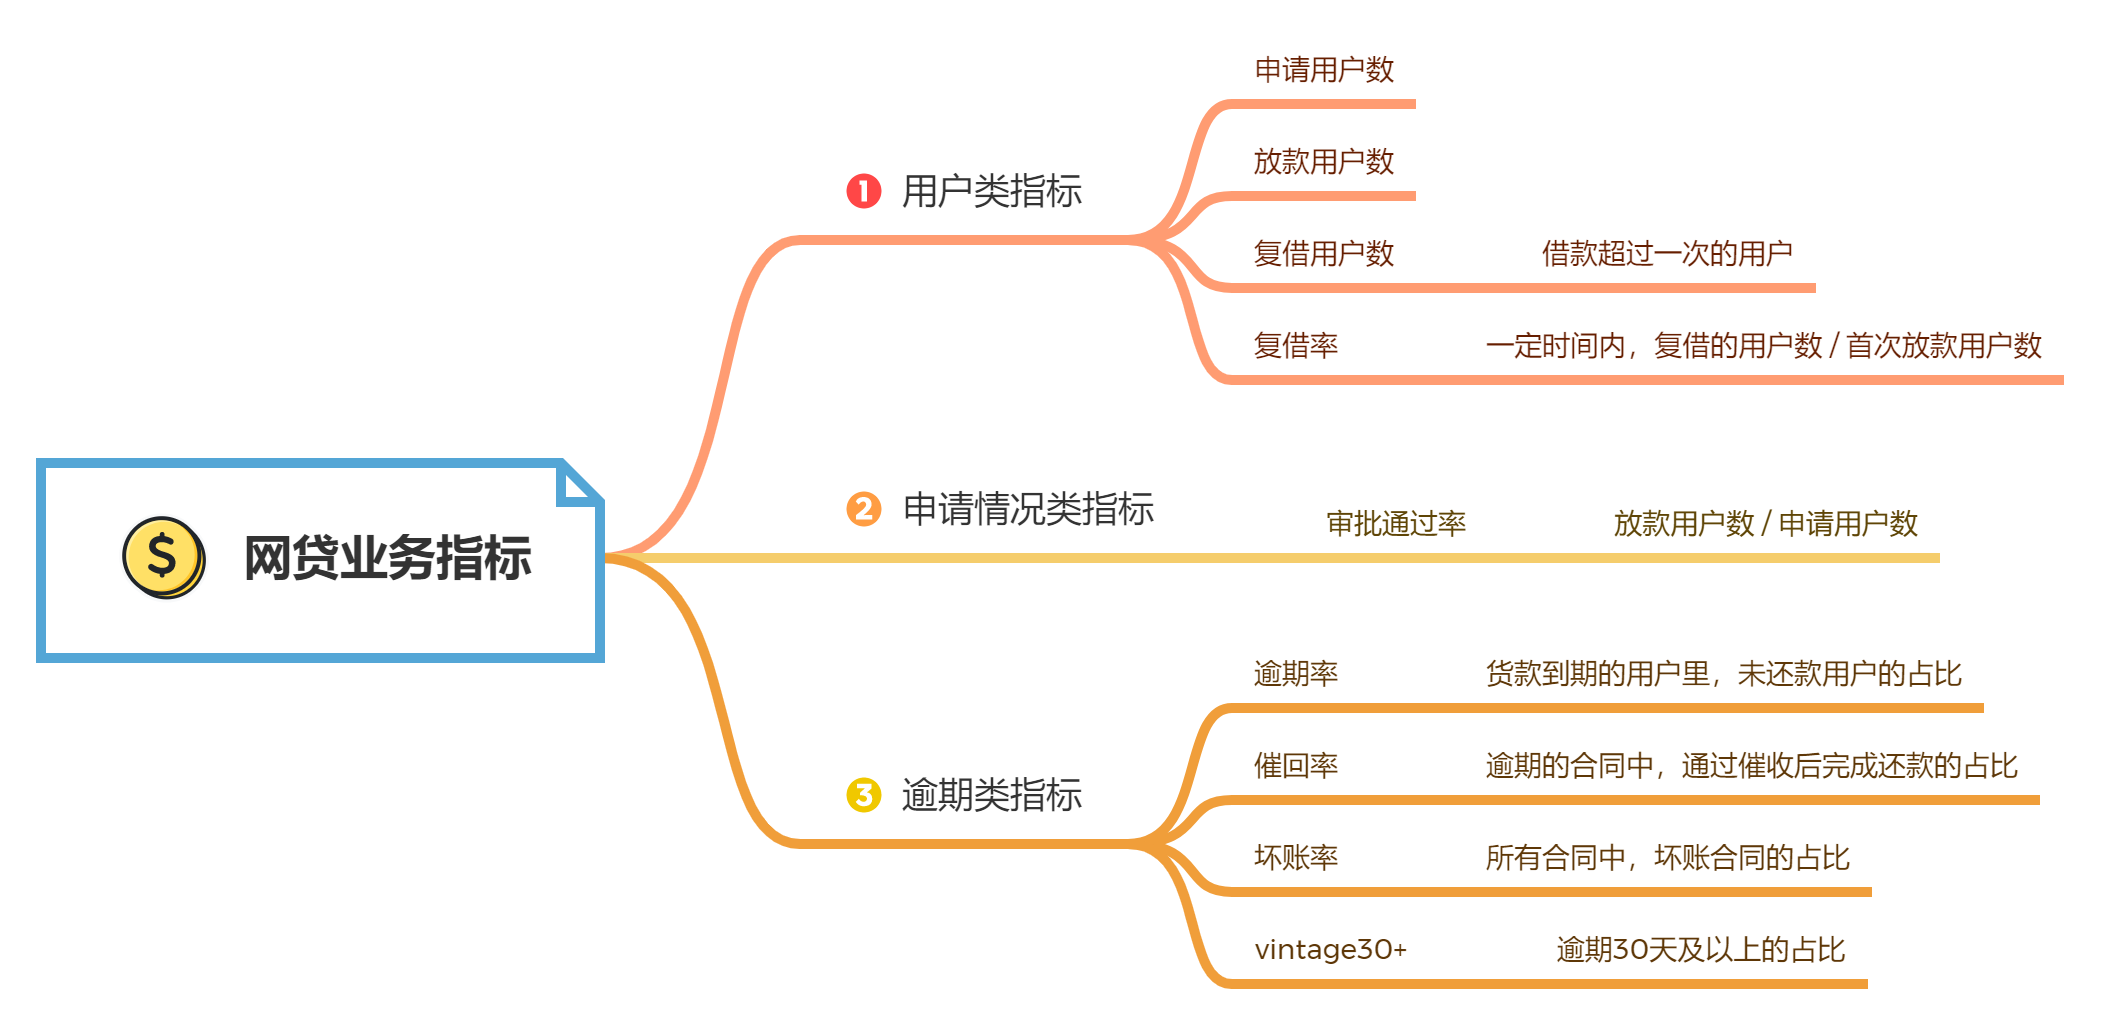 网贷业务指标
1 用户类指标
申请用户数
放款用户数
复借用户数 借款超过一次的用户
复借率 一定时间内，复借的用户数 / 首次放款用户数
2 申请情况类指标 审批通过率 放款用户数 / 申请用户数
3 逾期类指标
逾期率 货款到期的用户里，未还款用户的占比
催回率 逾期的合同中，通过催收后完成还款的占比
坏账率 所有合同中，坏账合同的占比
vintage30+ 逾期30天及以上的占比